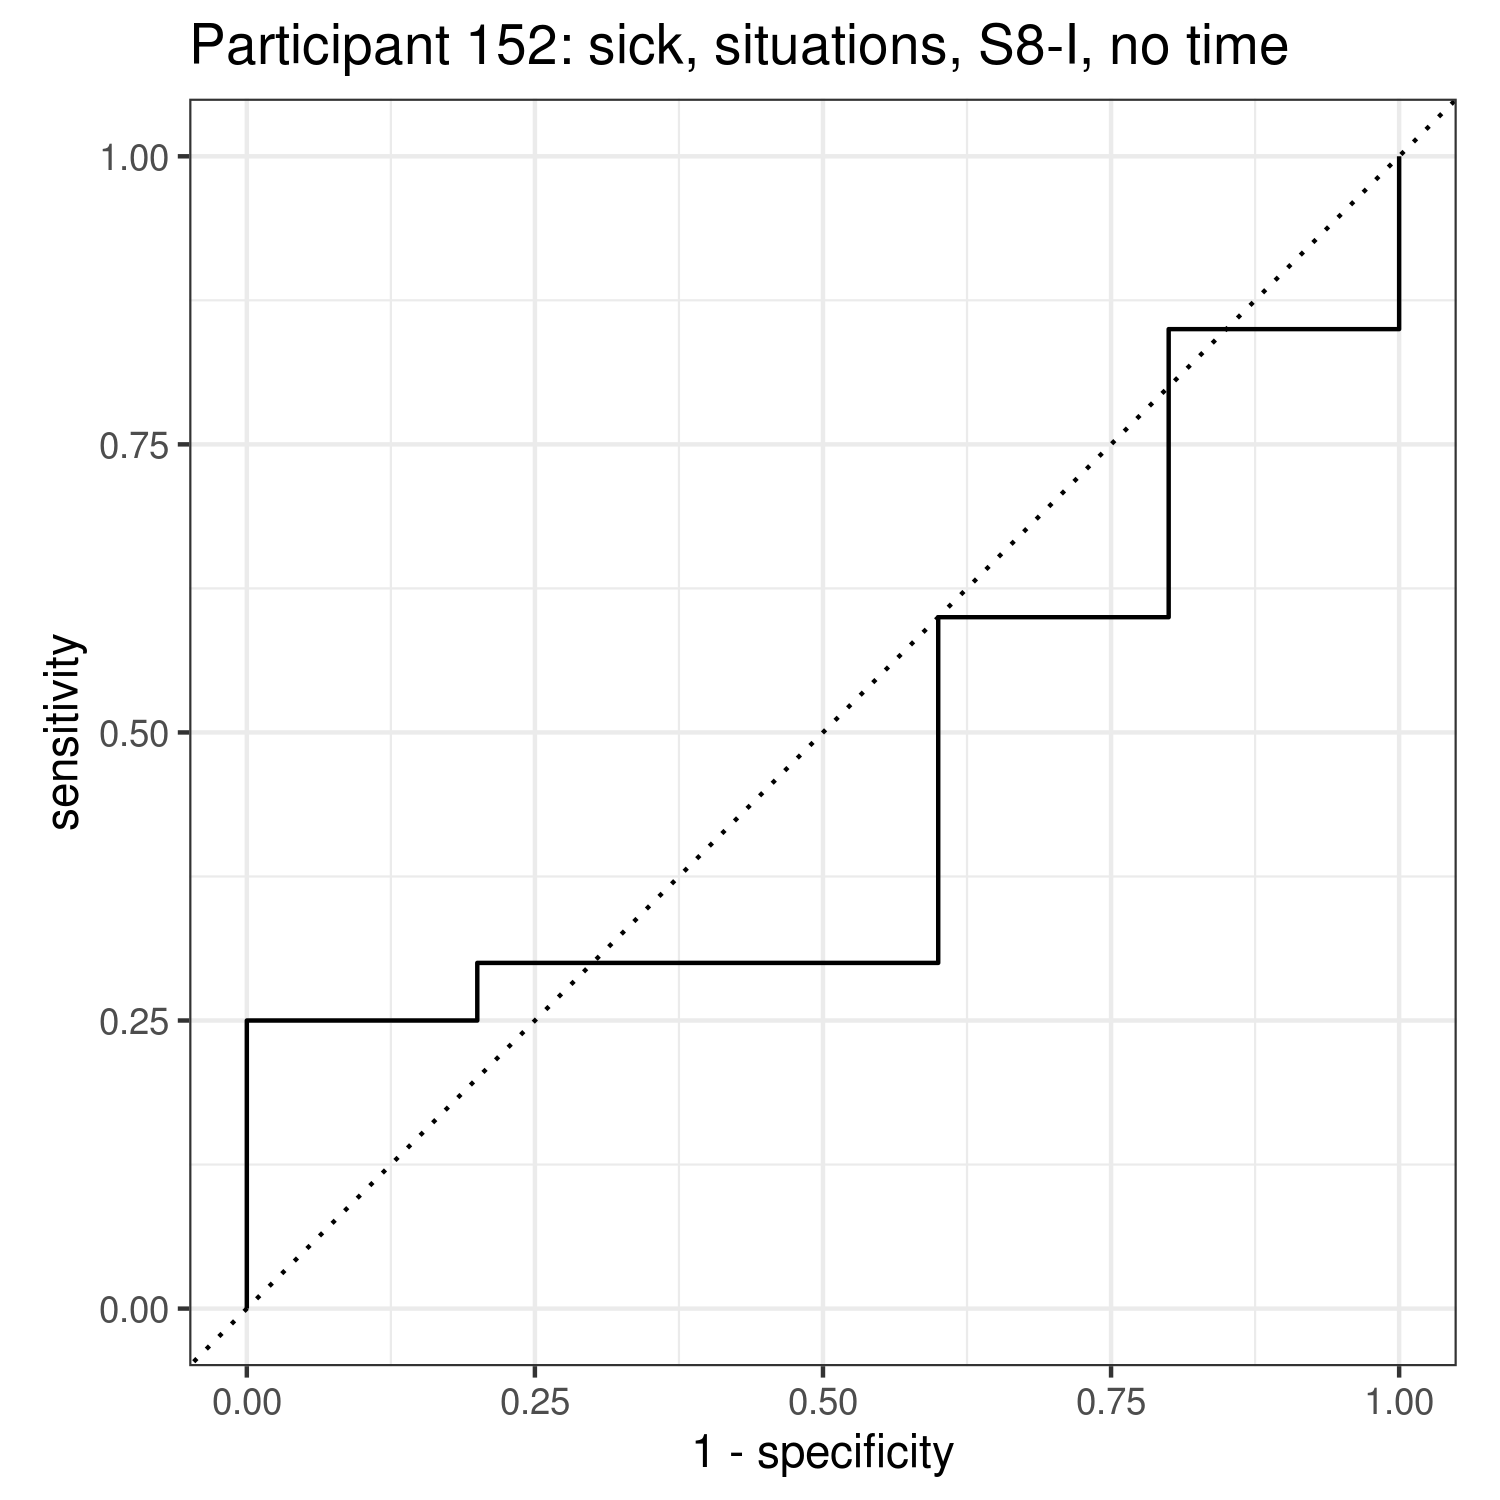 Participant 152: sick, situations, S8-I, no time
sensitivity
1.00
0.75
0.50
0.25
0.00
0.00 0.25 0.50 0.75 1.00
1 - specificity